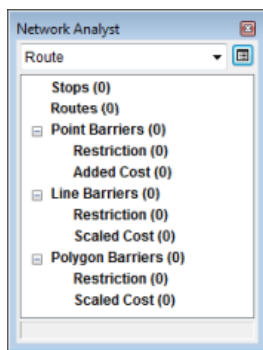 Network Analyst
Route
Stops (0)
Routes (0)
Point Barriers (0)
Restriction (0)
Added Cost (0)
Line Barriers (0)
Restriction (0)
Scaled Cost (0)
Polygon Barriers (0)
Restriction (0)
Scaled Cost (0)